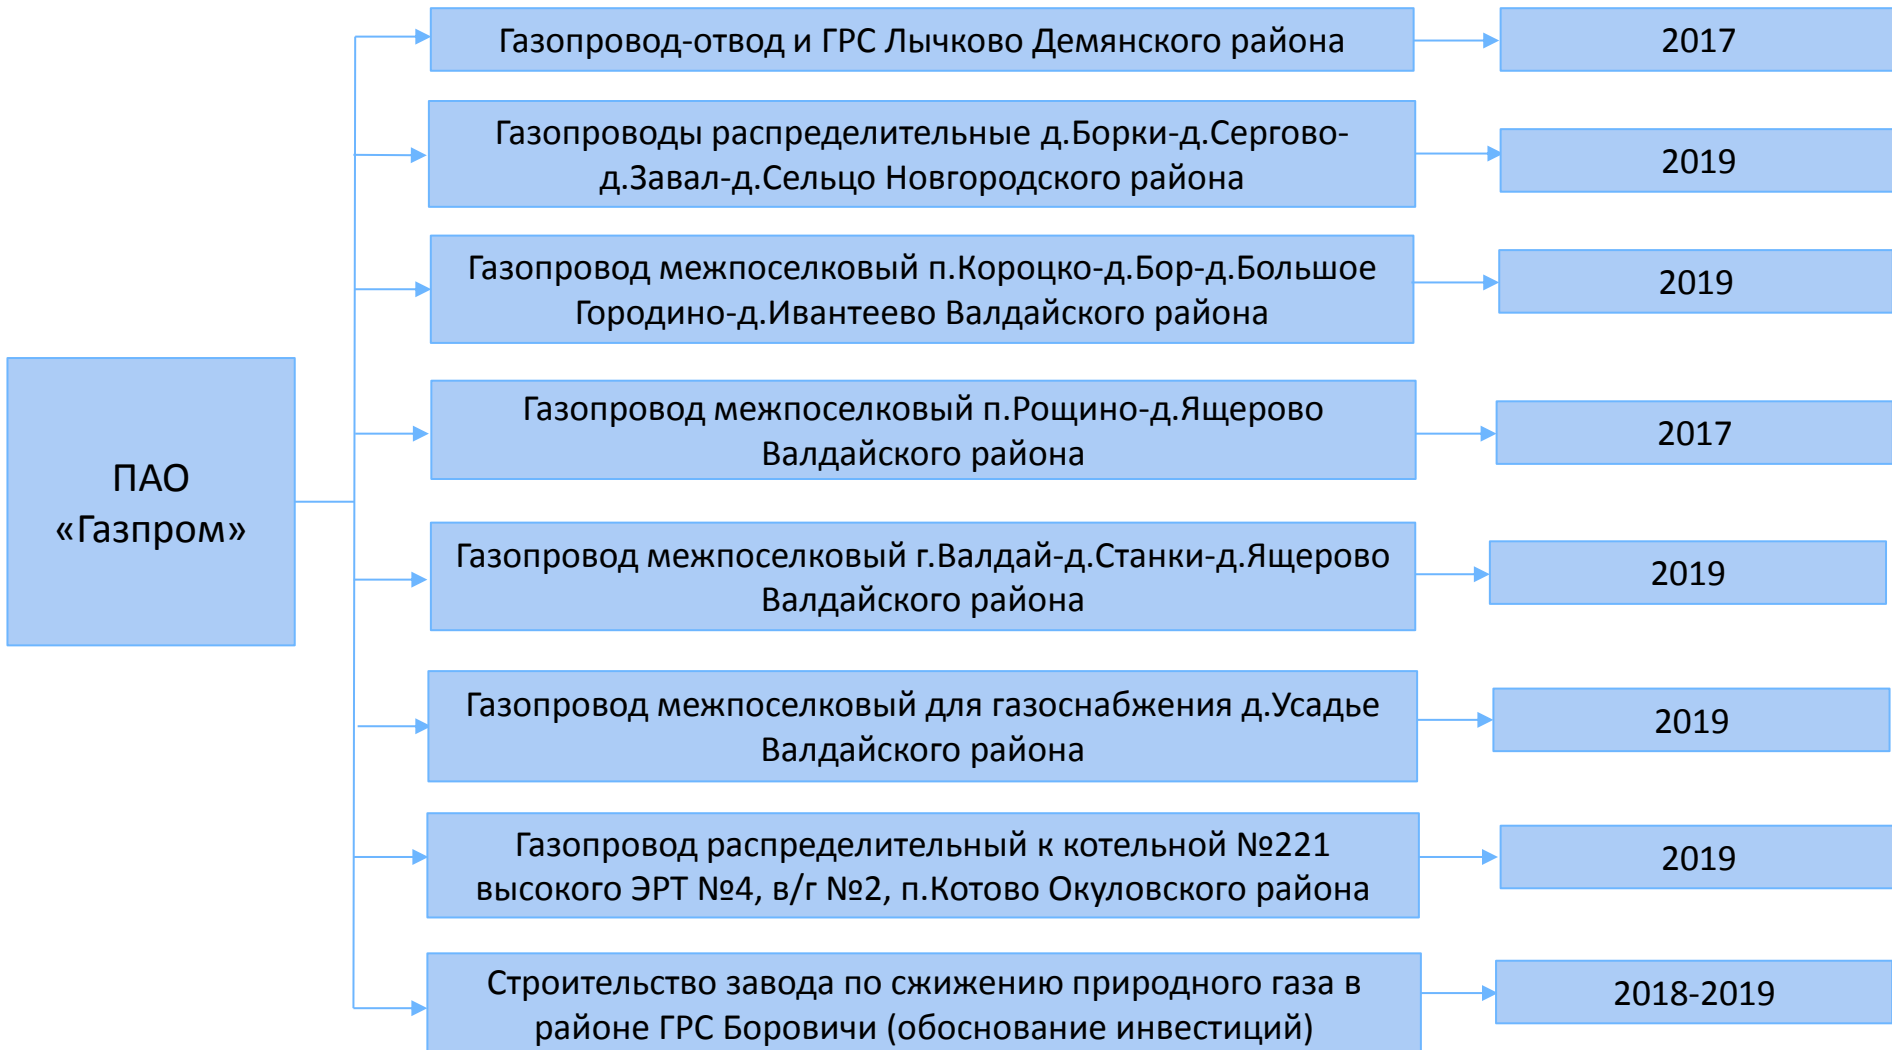 Газопровод-отвод и ГРС Лычково Демянского района
2017
Газопроводы распределительные д.Борки-д.Сергово-
д.Завал-д.Сельцо Новгородского района
2019
Газопровод межпоселковый п.Короцко-д.Бор-д.Большое
Городино-д.Ивантеево Валдайского района
2019
ПАО
«Газпром»
Газопровод межпоселковый п.Рощино-д.Ящерово
Валдайского района
2017
Газопровод межпоселковый г.Валдай-д.Станки-д.Ящерово
Валдайского района
2019
Газопровод межпоселковый для газоснабжения д.Усадье
Валдайского района
2019
Газопровод распределительный к котельной №221
высокого ЭРТ №4, в/г №2, п.Котово Окуловского района
2019
Строительство завода по сжижению природного газа в
районе ГРС Боровичи (обоснование инвестиций)
2018-2019